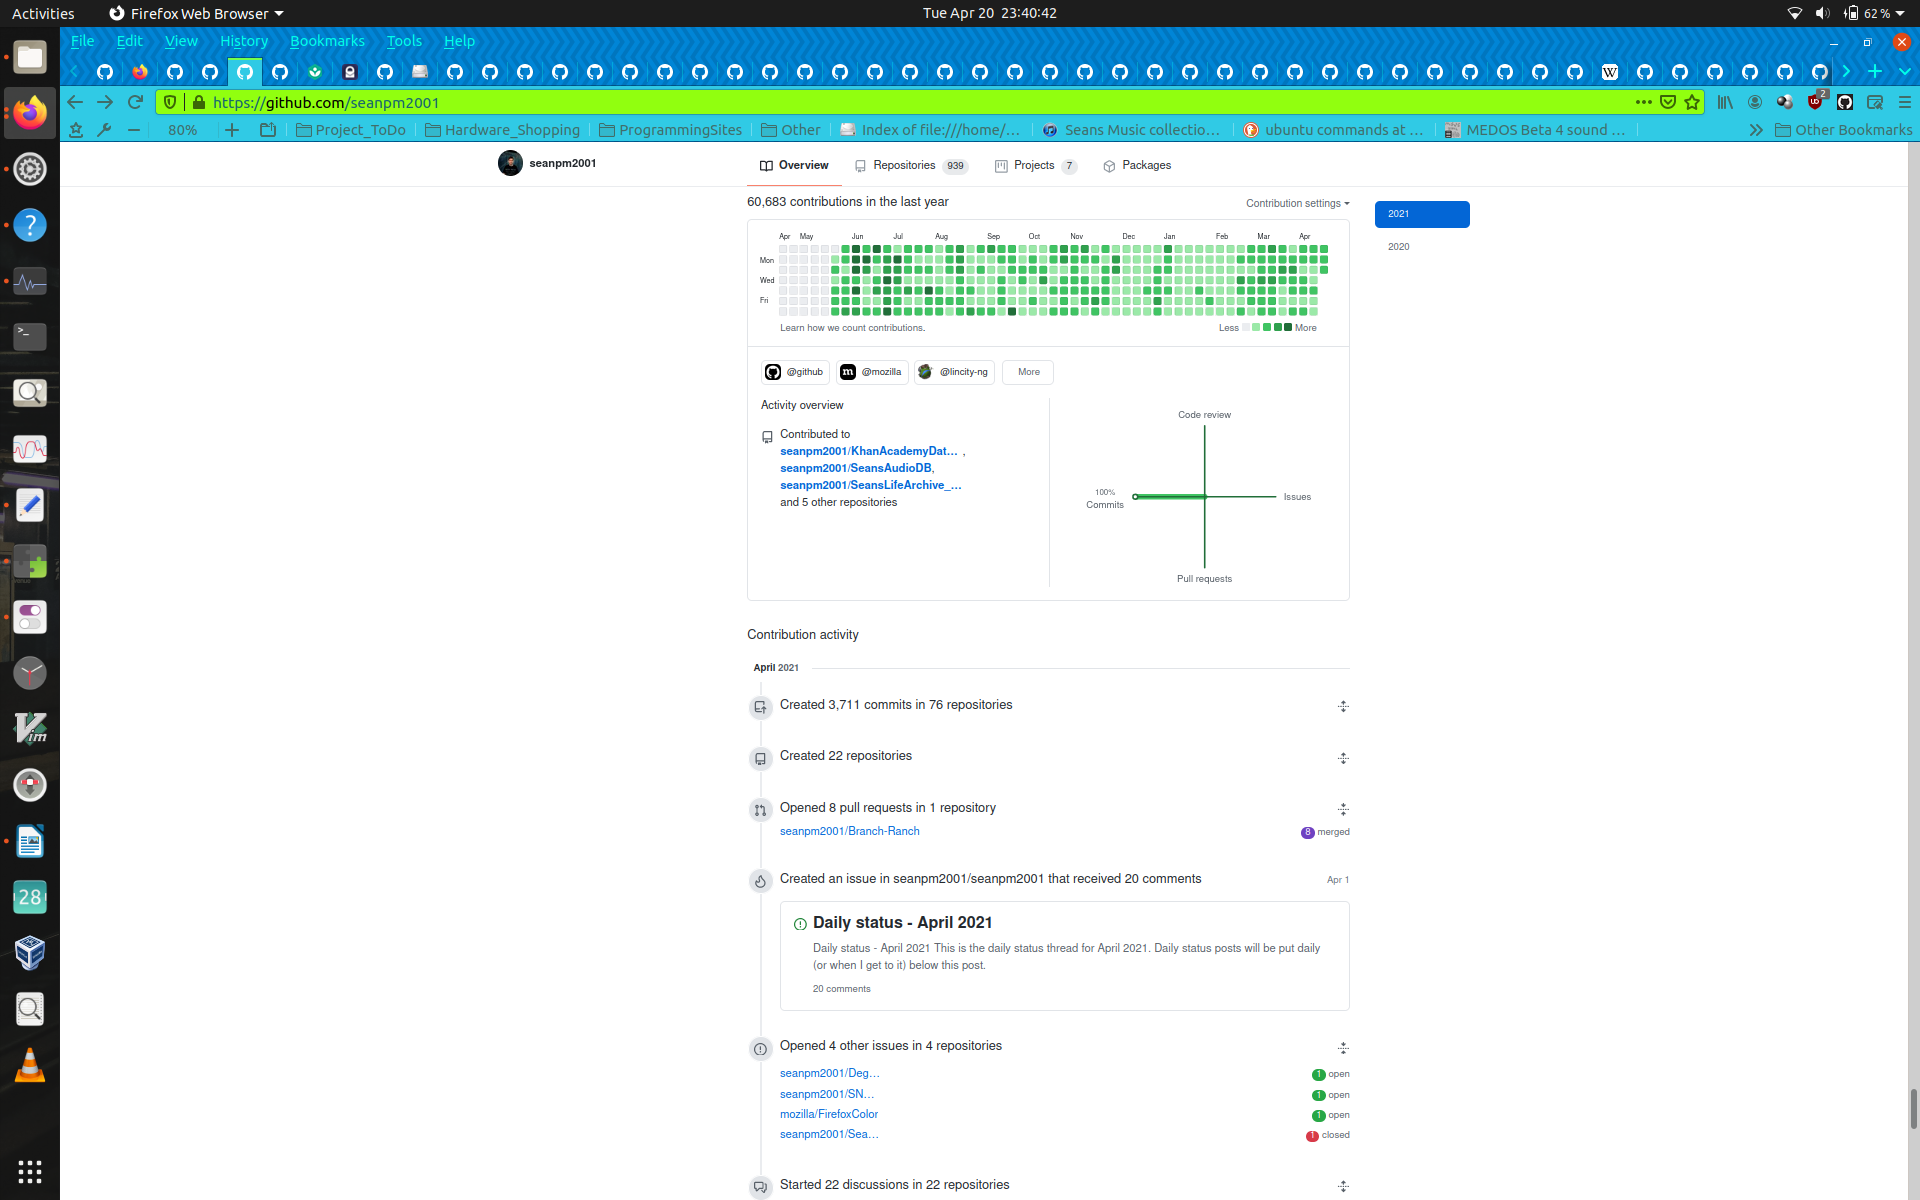 Activities
Firefox Web Browser
Tue Apr 20 23:40:42
62 %
File Edit View History Bookmarks Tools Help
https://github.com/seanpm2001
2
80%
Project_ToDo
Hardware_Shopping
ProgrammingSites
Other
Index of file:///home/...
Seans Music collectio...
ubuntu commands at ...
MEDOS Beta 4 sound ...
Other Bookmarks
seanpm2001
Overview
Repositories 939
Projects 7
Packages
60,683 contributions in the last year
Contribution settings
2021
2020
Apr May Jun Jul Aug Sep Oct Nov Dec Jan Feb Mar Apr
Mon
Wed
Fri
Learn how we count contributions.
Less More
@github
@mozilla
@lincity-ng
More
Activity overview
Contributed to
seanpm2001/KhanAcademyDat... ,
seanpm2001/SeansAudioDB,
seanpm2001/SeansLifeArchive_...
and 5 other repositories
Code review
100%
Commits
Issues
Pull requests
Contribution activity
April 2021
Created 3,711 commits in 76 repositories
Created 22 repositories
Opened 8 pull requests in 1 repository
seanpm2001/Branch-Ranch
8 merged
Created an issue in seanpm2001/seanpm2001 that received 20 comments
Apr 1
Daily status - April 2021
Daily status - April 2021 This is the daily status thread for April 2021. Daily status posts will be put daily
(or when I get to it) below this post.
20 comments
Opened 4 other issues in 4 repositories
seanpm2001/Deg...
1 open
seanpm2001/SN...
1 open
mozilla/FirefoxColor
1 open
seanpm2001/Sea...
1 closed
Started 22 discussions in 22 repositories
28